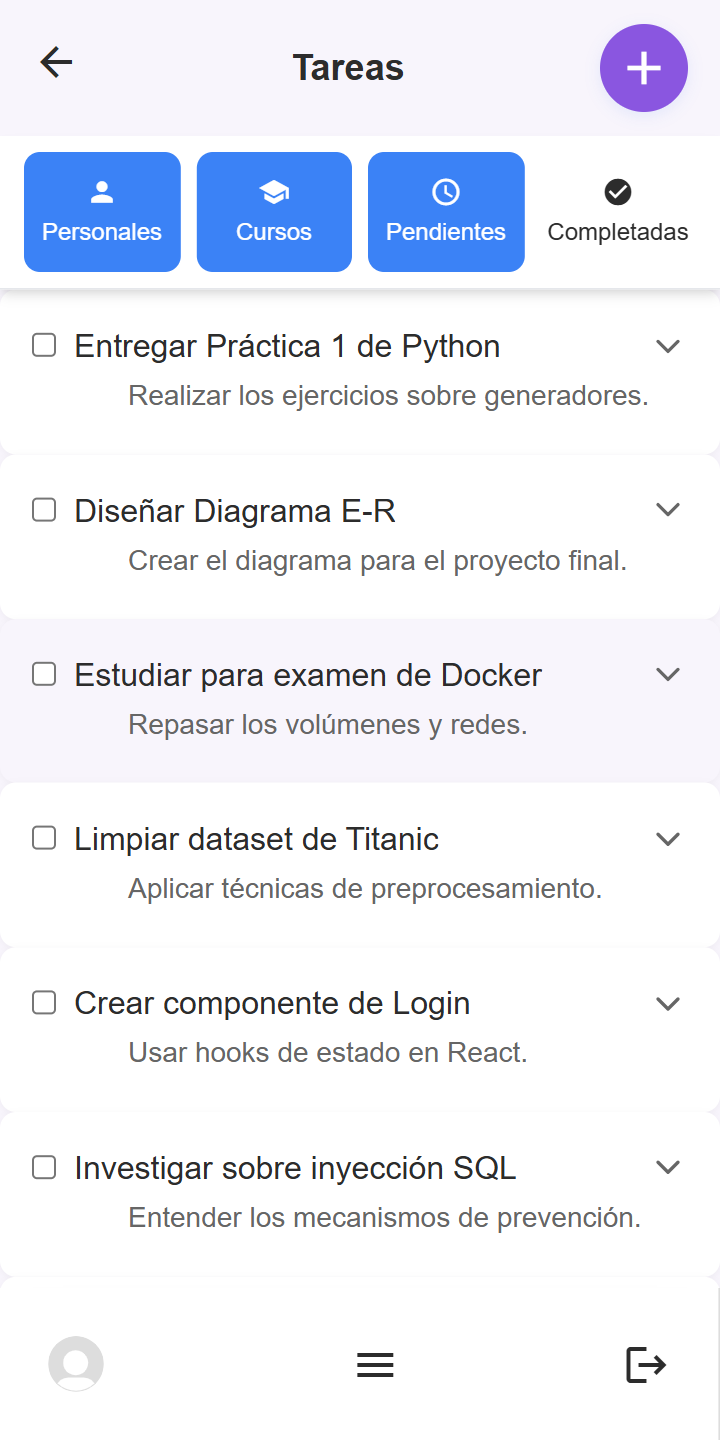 Tareas
Personales
Cursos
Pendientes
Completadas
Entregar Práctica 1 de Python
Realizar los ejercicios sobre generadores.
Diseñar Diagrama E-R
Crear el diagrama para el proyecto final.
Estudiar para examen de Docker
Repasar los volúmenes y redes.
Limpiar dataset de Titanic
Aplicar técnicas de preprocesamiento.
Crear componente de Login
Usar hooks de estado en React.
Investigar sobre inyección SQL
Entender los mecanismos de prevención.